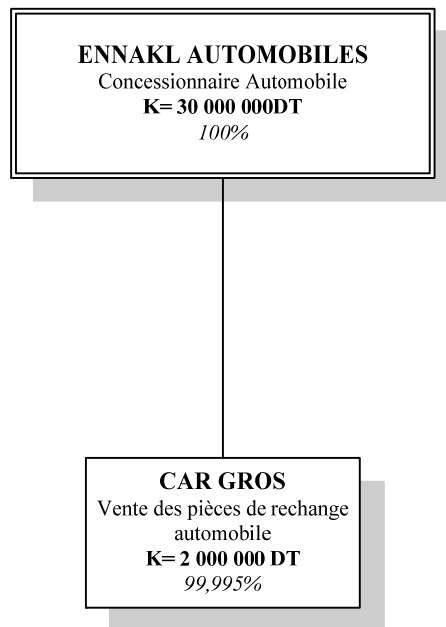 ENNAKL AUTOMOBILES
Concessionnaire Automobile
K= 30 000 000DT
100%
CAR GROS
Vente des pièces de rechange
automobile
K= 2 000 000 DT
99,995%